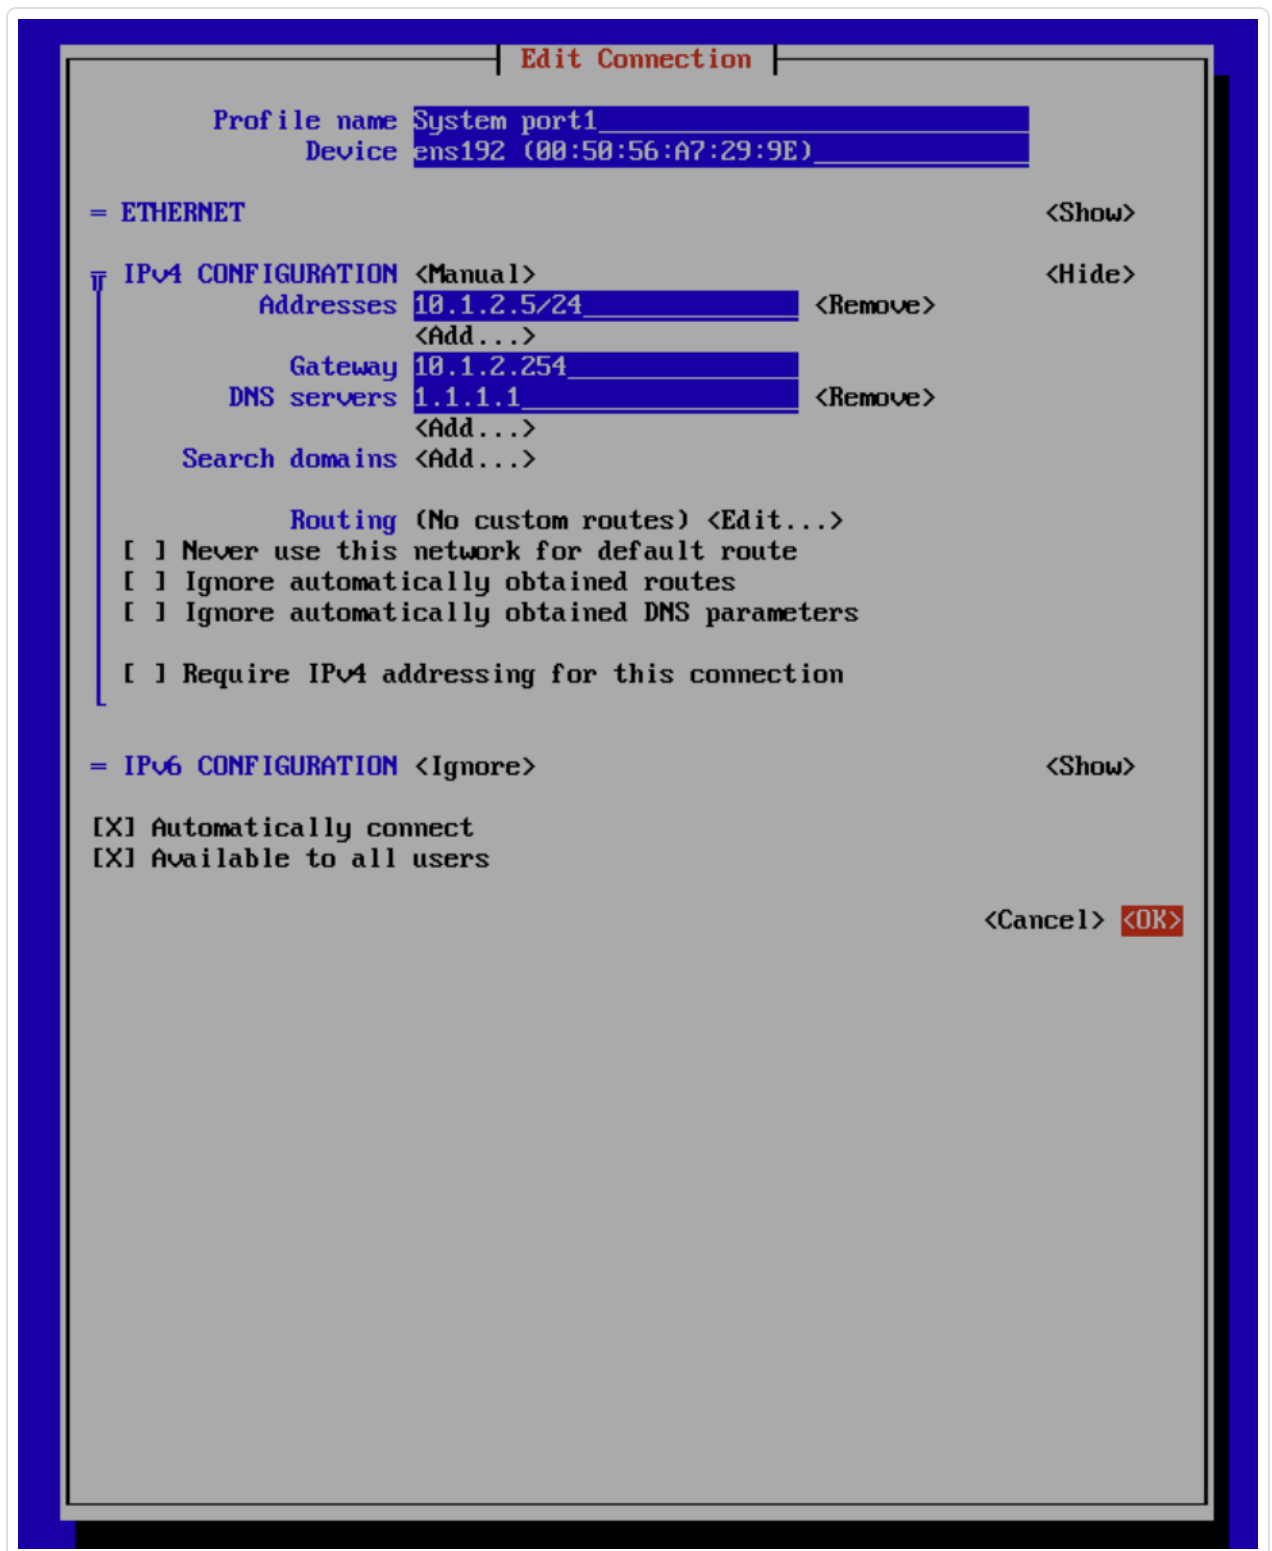 Edit Connection
Profile name System port1
Device ens192 (00:50:56:A7:29:9E)
= ETHERNET <Show>
IPv4 CONFIGURATION <Manual> <Hide>
Addresses 10.1.2.5/24 <Remove>
<Add...>
Gateway 10.1.2.254
DNS servers 1.1.1.1 <Remove>
<Add...>
Search domains <Add...>
Routing (No custom routes) <Edit...>
[ ] Never use this network for default route
[ ] Ignore automatically obtained routes
[ ] Ignore automatically obtained DNS parameters
[ ] Require IPv4 addressing for this connection
= IPv6 CONFIGURATION <Ignore> <Show>
[X] Automatically connect
[X] Available to all users
<Cancel> <OK>